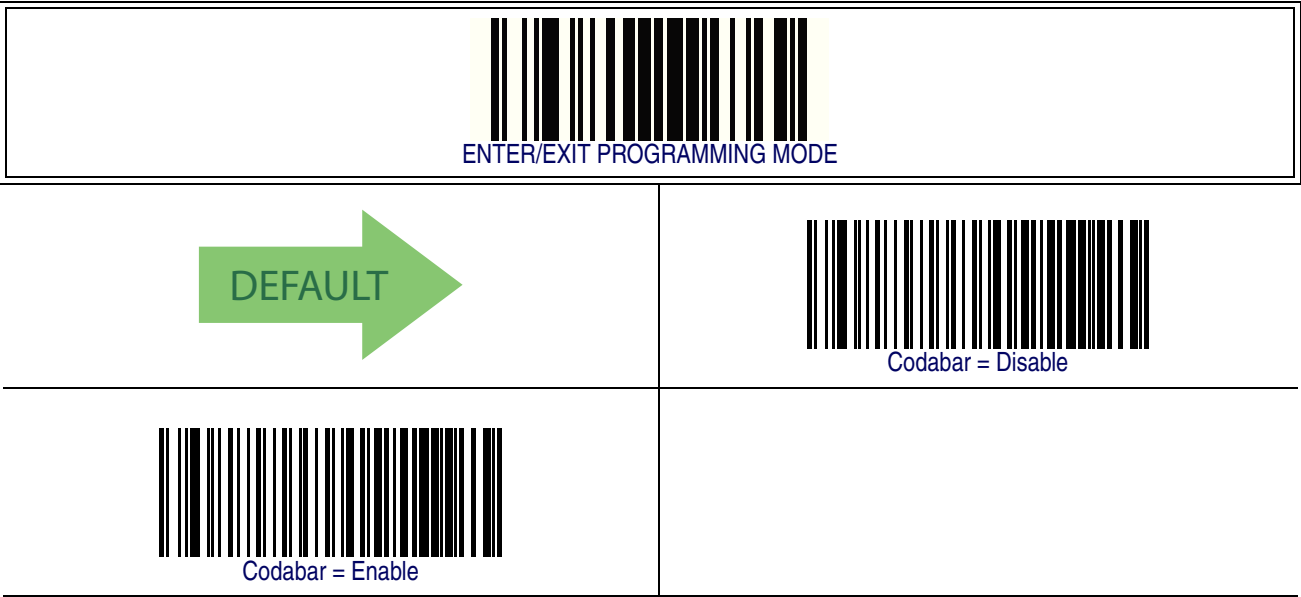 ENTER/EXIT PROGRAMMING MODE
DEFAULT
Codabar = Disable
Codabar = Enable